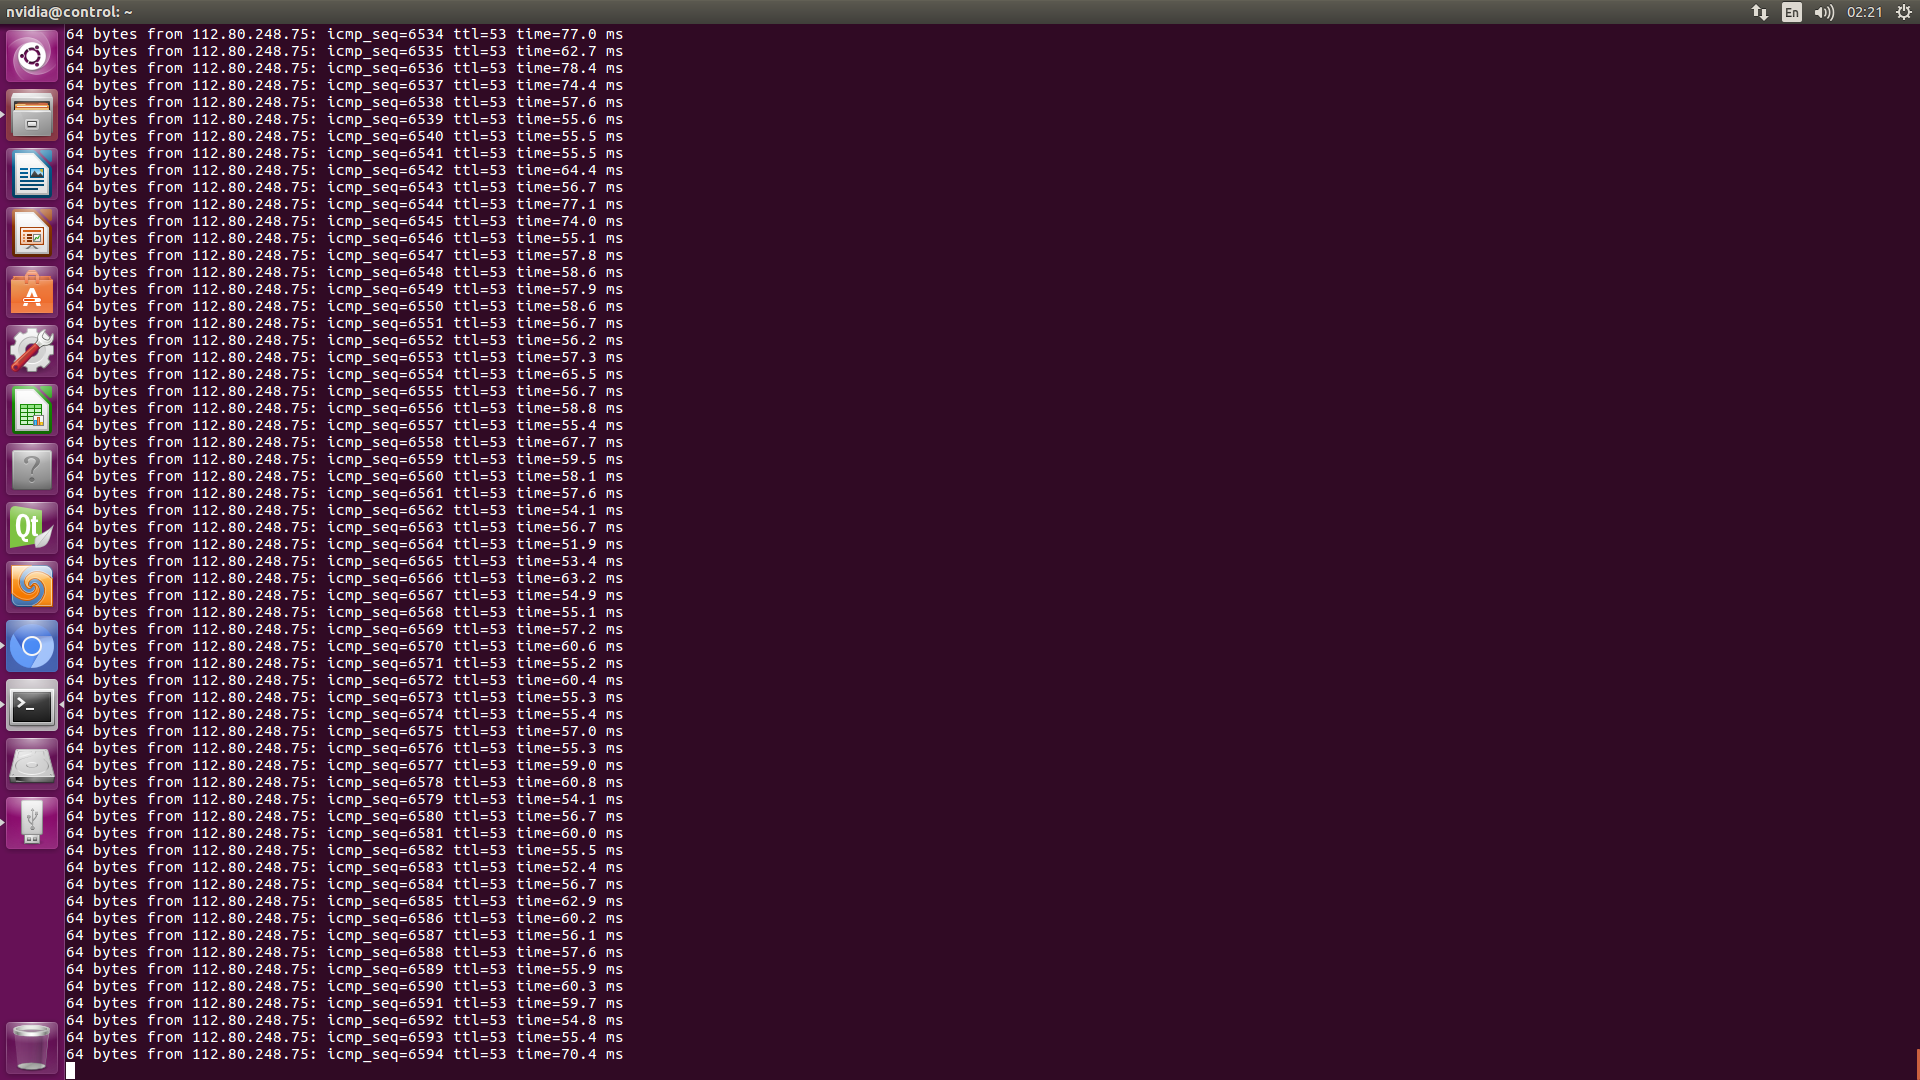 nvidia@control: ~
En
02:21
64 bytes from 112.80.248.75: icmp_seq=6534 ttl=53 time=77.0 ms
64 bytes from 112.80.248.75: icmp_seq=6535 ttl=53 time=62.7 ms
64 bytes from 112.80.248.75: icmp_seq=6536 ttl=53 time=78.4 ms
64 bytes from 112.80.248.75: icmp_seq=6537 ttl=53 time=74.4 ms
64 bytes from 112.80.248.75: icmp_seq=6538 ttl=53 time=57.6 ms
64 bytes from 112.80.248.75: icmp_seq=6539 ttl=53 time=55.6 ms
64 bytes from 112.80.248.75: icmp_seq=6540 ttl=53 time=55.5 ms
64 bytes from 112.80.248.75: icmp_seq=6541 ttl=53 time=55.5 ms
64 bytes from 112.80.248.75: icmp_seq=6542 ttl=53 time=64.4 ms
64 bytes from 112.80.248.75: icmp_seq=6543 ttl=53 time=56.7 ms
64 bytes from 112.80.248.75: icmp_seq=6544 ttl=53 time=77.1 ms
64 bytes from 112.80.248.75: icmp_seq=6545 ttl=53 time=74.0 ms
64 bytes from 112.80.248.75: icmp_seq=6546 ttl=53 time=55.1 ms
64 bytes from 112.80.248.75: icmp_seq=6547 ttl=53 time=57.8 ms
64 bytes from 112.80.248.75: icmp_seq=6548 ttl=53 time=58.6 ms
64 bytes from 112.80.248.75: icmp_seq=6549 ttl=53 time=57.9 ms
64 bytes from 112.80.248.75: icmp_seq=6550 ttl=53 time=58.6 ms
64 bytes from 112.80.248.75: icmp_seq=6551 ttl=53 time=56.7 ms
64 bytes from 112.80.248.75: icmp_seq=6552 ttl=53 time=56.2 ms
64 bytes from 112.80.248.75: icmp_seq=6553 ttl=53 time=57.3 ms
64 bytes from 112.80.248.75: icmp_seq=6554 ttl=53 time=65.5 ms
64 bytes from 112.80.248.75: icmp_seq=6555 ttl=53 time=56.7 ms
64 bytes from 112.80.248.75: icmp_seq=6556 ttl=53 time=58.8 ms
64 bytes from 112.80.248.75: icmp_seq=6557 ttl=53 time=55.4 ms
64 bytes from 112.80.248.75: icmp_seq=6558 ttl=53 time=67.7 ms
64 bytes from 112.80.248.75: icmp_seq=6559 ttl=53 time=59.5 ms
64 bytes from 112.80.248.75: icmp_seq=6560 ttl=53 time=58.1 ms
64 bytes from 112.80.248.75: icmp_seq=6561 ttl=53 time=57.6 ms
64 bytes from 112.80.248.75: icmp_seq=6562 ttl=53 time=54.1 ms
64 bytes from 112.80.248.75: icmp_seq=6563 ttl=53 time=56.7 ms
64 bytes from 112.80.248.75: icmp_seq=6564 ttl=53 time=51.9 ms
64 bytes from 112.80.248.75: icmp_seq=6565 ttl=53 time=53.4 ms
64 bytes from 112.80.248.75: icmp_seq=6566 ttl=53 time=63.2 ms
64 bytes from 112.80.248.75: icmp_seq=6567 ttl=53 time=54.9 ms
64 bytes from 112.80.248.75: icmp_seq=6568 ttl=53 time=55.1 ms
64 bytes from 112.80.248.75: icmp_seq=6569 ttl=53 time=57.2 ms
64 bytes from 112.80.248.75: icmp_seq=6570 ttl=53 time=60.6 ms
64 bytes from 112.80.248.75: icmp_seq=6571 ttl=53 time=55.2 ms
64 bytes from 112.80.248.75: icmp_seq=6572 ttl=53 time=60.4 ms
64 bytes from 112.80.248.75: icmp_seq=6573 ttl=53 time=55.3 ms
64 bytes from 112.80.248.75: icmp_seq=6574 ttl=53 time=55.4 ms
64 bytes from 112.80.248.75: icmp_seq=6575 ttl=53 time=57.0 ms
64 bytes from 112.80.248.75: icmp_seq=6576 ttl=53 time=55.3 ms
64 bytes from 112.80.248.75: icmp_seq=6577 ttl=53 time=59.0 ms
64 bytes from 112.80.248.75: icmp_seq=6578 ttl=53 time=60.8 ms
64 bytes from 112.80.248.75: icmp_seq=6579 ttl=53 time=54.1 ms
64 bytes from 112.80.248.75: icmp_seq=6580 ttl=53 time=56.7 ms
64 bytes from 112.80.248.75: icmp_seq=6581 ttl=53 time=60.0 ms
64 bytes from 112.80.248.75: icmp_seq=6582 ttl=53 time=55.5 ms
64 bytes from 112.80.248.75: icmp_seq=6583 ttl=53 time=52.4 ms
64 bytes from 112.80.248.75: icmp_seq=6584 ttl=53 time=56.7 ms
64 bytes from 112.80.248.75: icmp_seq=6585 ttl=53 time=62.9 ms
64 bytes from 112.80.248.75: icmp_seq=6586 ttl=53 time=60.2 ms
64 bytes from 112.80.248.75: icmp_seq=6587 ttl=53 time=56.1 ms
64 bytes from 112.80.248.75: icmp_seq=6588 ttl=53 time=57.6 ms
64 bytes from 112.80.248.75: icmp_seq=6589 ttl=53 time=55.9 ms
64 bytes from 112.80.248.75: icmp_seq=6590 ttl=53 time=60.3 ms
64 bytes from 112.80.248.75: icmp_seq=6591 ttl=53 time=59.7 ms
64 bytes from 112.80.248.75: icmp_seq=6592 ttl=53 time=54.8 ms
64 bytes from 112.80.248.75: icmp_seq=6593 ttl=53 time=55.4 ms
64 bytes from 112.80.248.75: icmp_seq=6594 ttl=53 time=70.4 ms
Qt